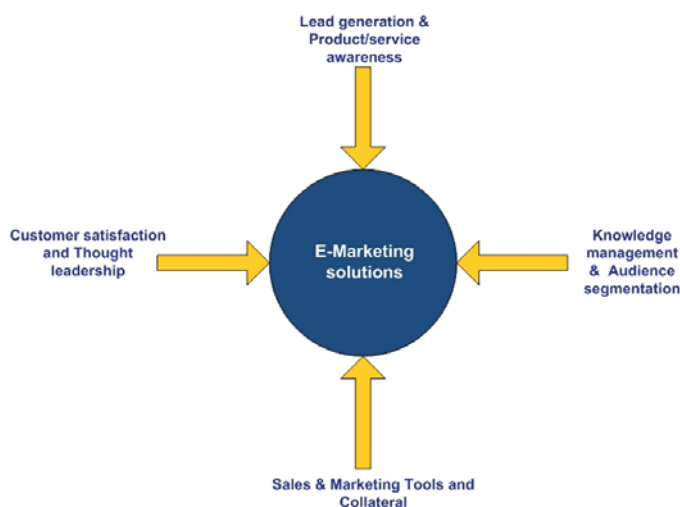 Lead generation &
Product/service
awareness
Customer satisfaction
and Thought
leadership
E-Marketing
solutions
Knowledge
management
& Audience
segmentation
Sales & Marketing Tools and
Collateral